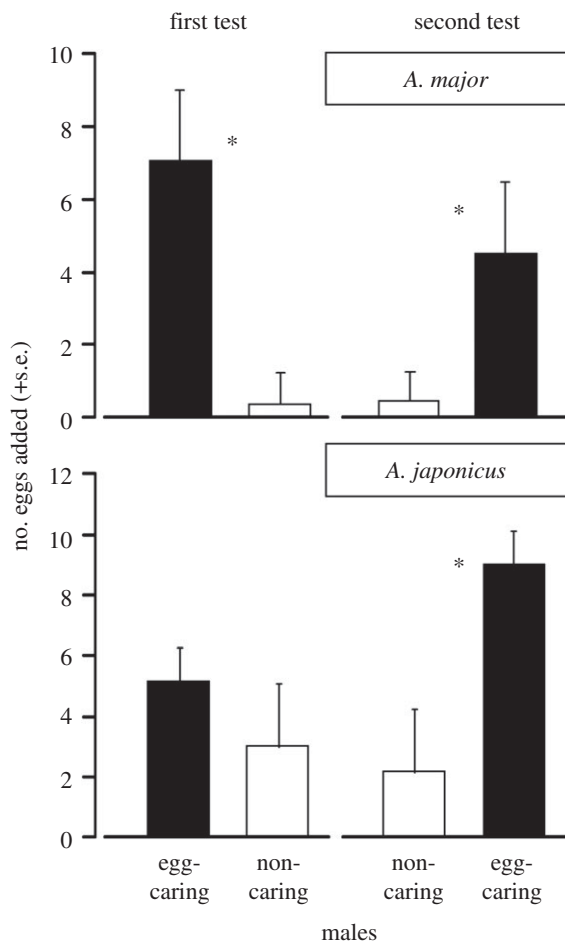 first test second test
A. major
10
8
6
4
2
0
*
*
no. eggs added (+s.e.)
A. japonicus
12
10
8
6
4
2
0
*
egg- non- non- egg-
caring caring caring caring
males